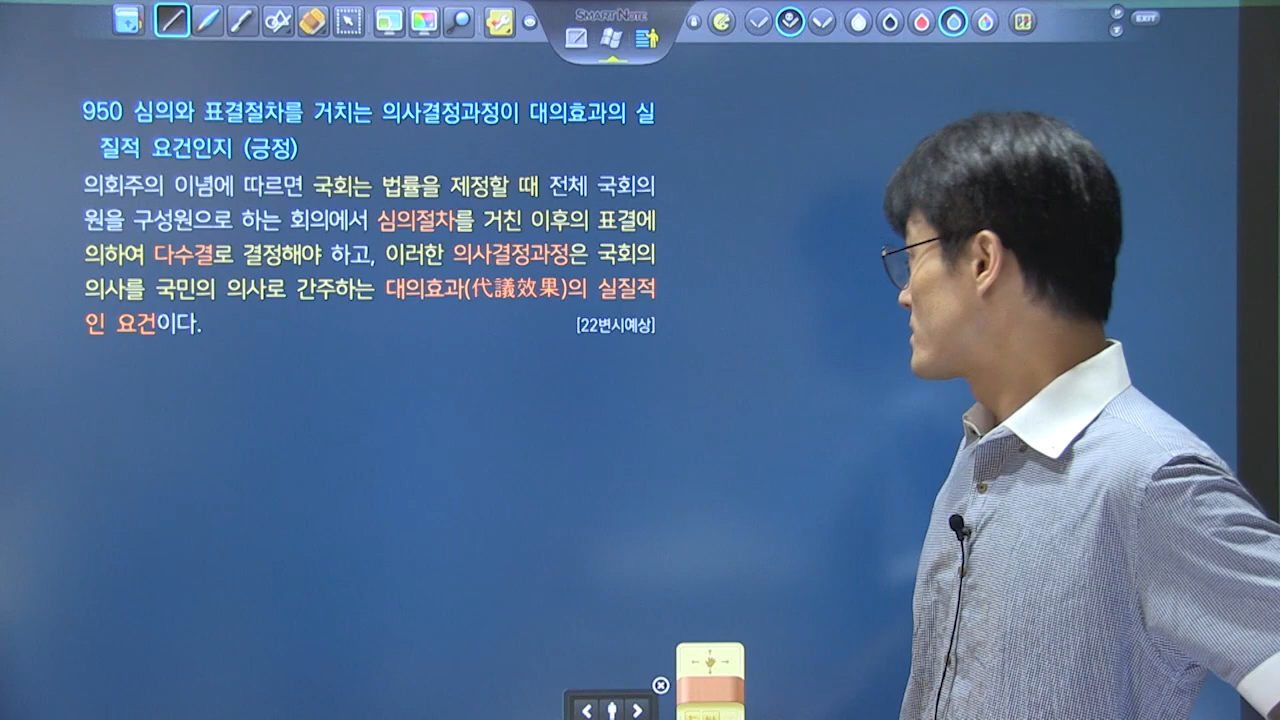 SMART NOTE
EXIT
950 심의와 표결절차를 거치는 의사결정과정이 대의효과의 실
질적 요건인지 (긍정)
의회주의 이념에 따르면 국회는 법률을 제정할 때 전체 국회의
원을 구성원으로 하는 회의에서 심의절차를 거친 이후의 표결에
의하여 다수결로 결정해야 하고, 이러한 의사결정과정은 국회의
의사를 국민의 의사로 간주하는 대의효과(代議效果)의 실질적
인 요건이다. [22변시예상]